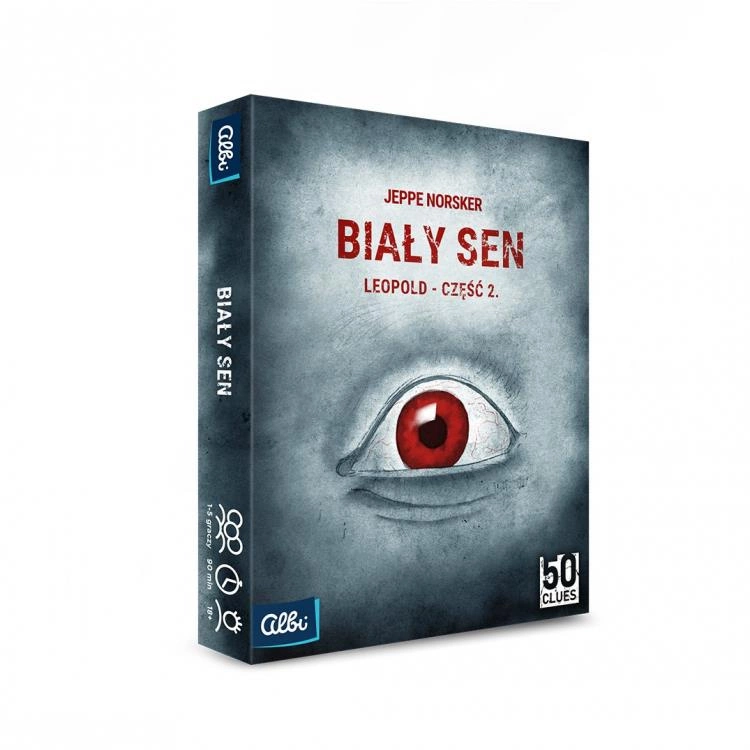 Albi
BIAŁY SEN
1-5 graczy
90 min
18+
JEPPE NORSKER
BIAŁY SEN
LEOPOLD - CZĘŚĆ 2.
50
CLUES
Albi